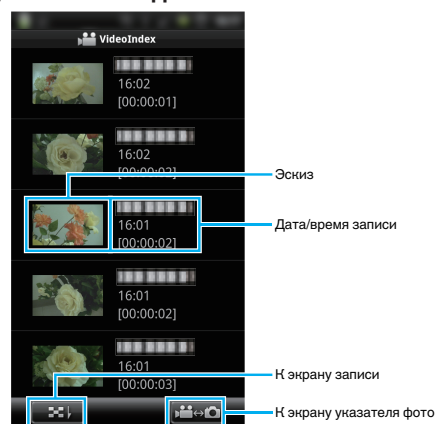 VideoIndex
16:02
[00:00:01]
16:02
[00:00:02]
16:01
[00:00:02]
16:01
[00:00:02]
16:01
[00:00:03]
Эскиз
Дата/время записи
К экрану записи
К экрану указателя фото